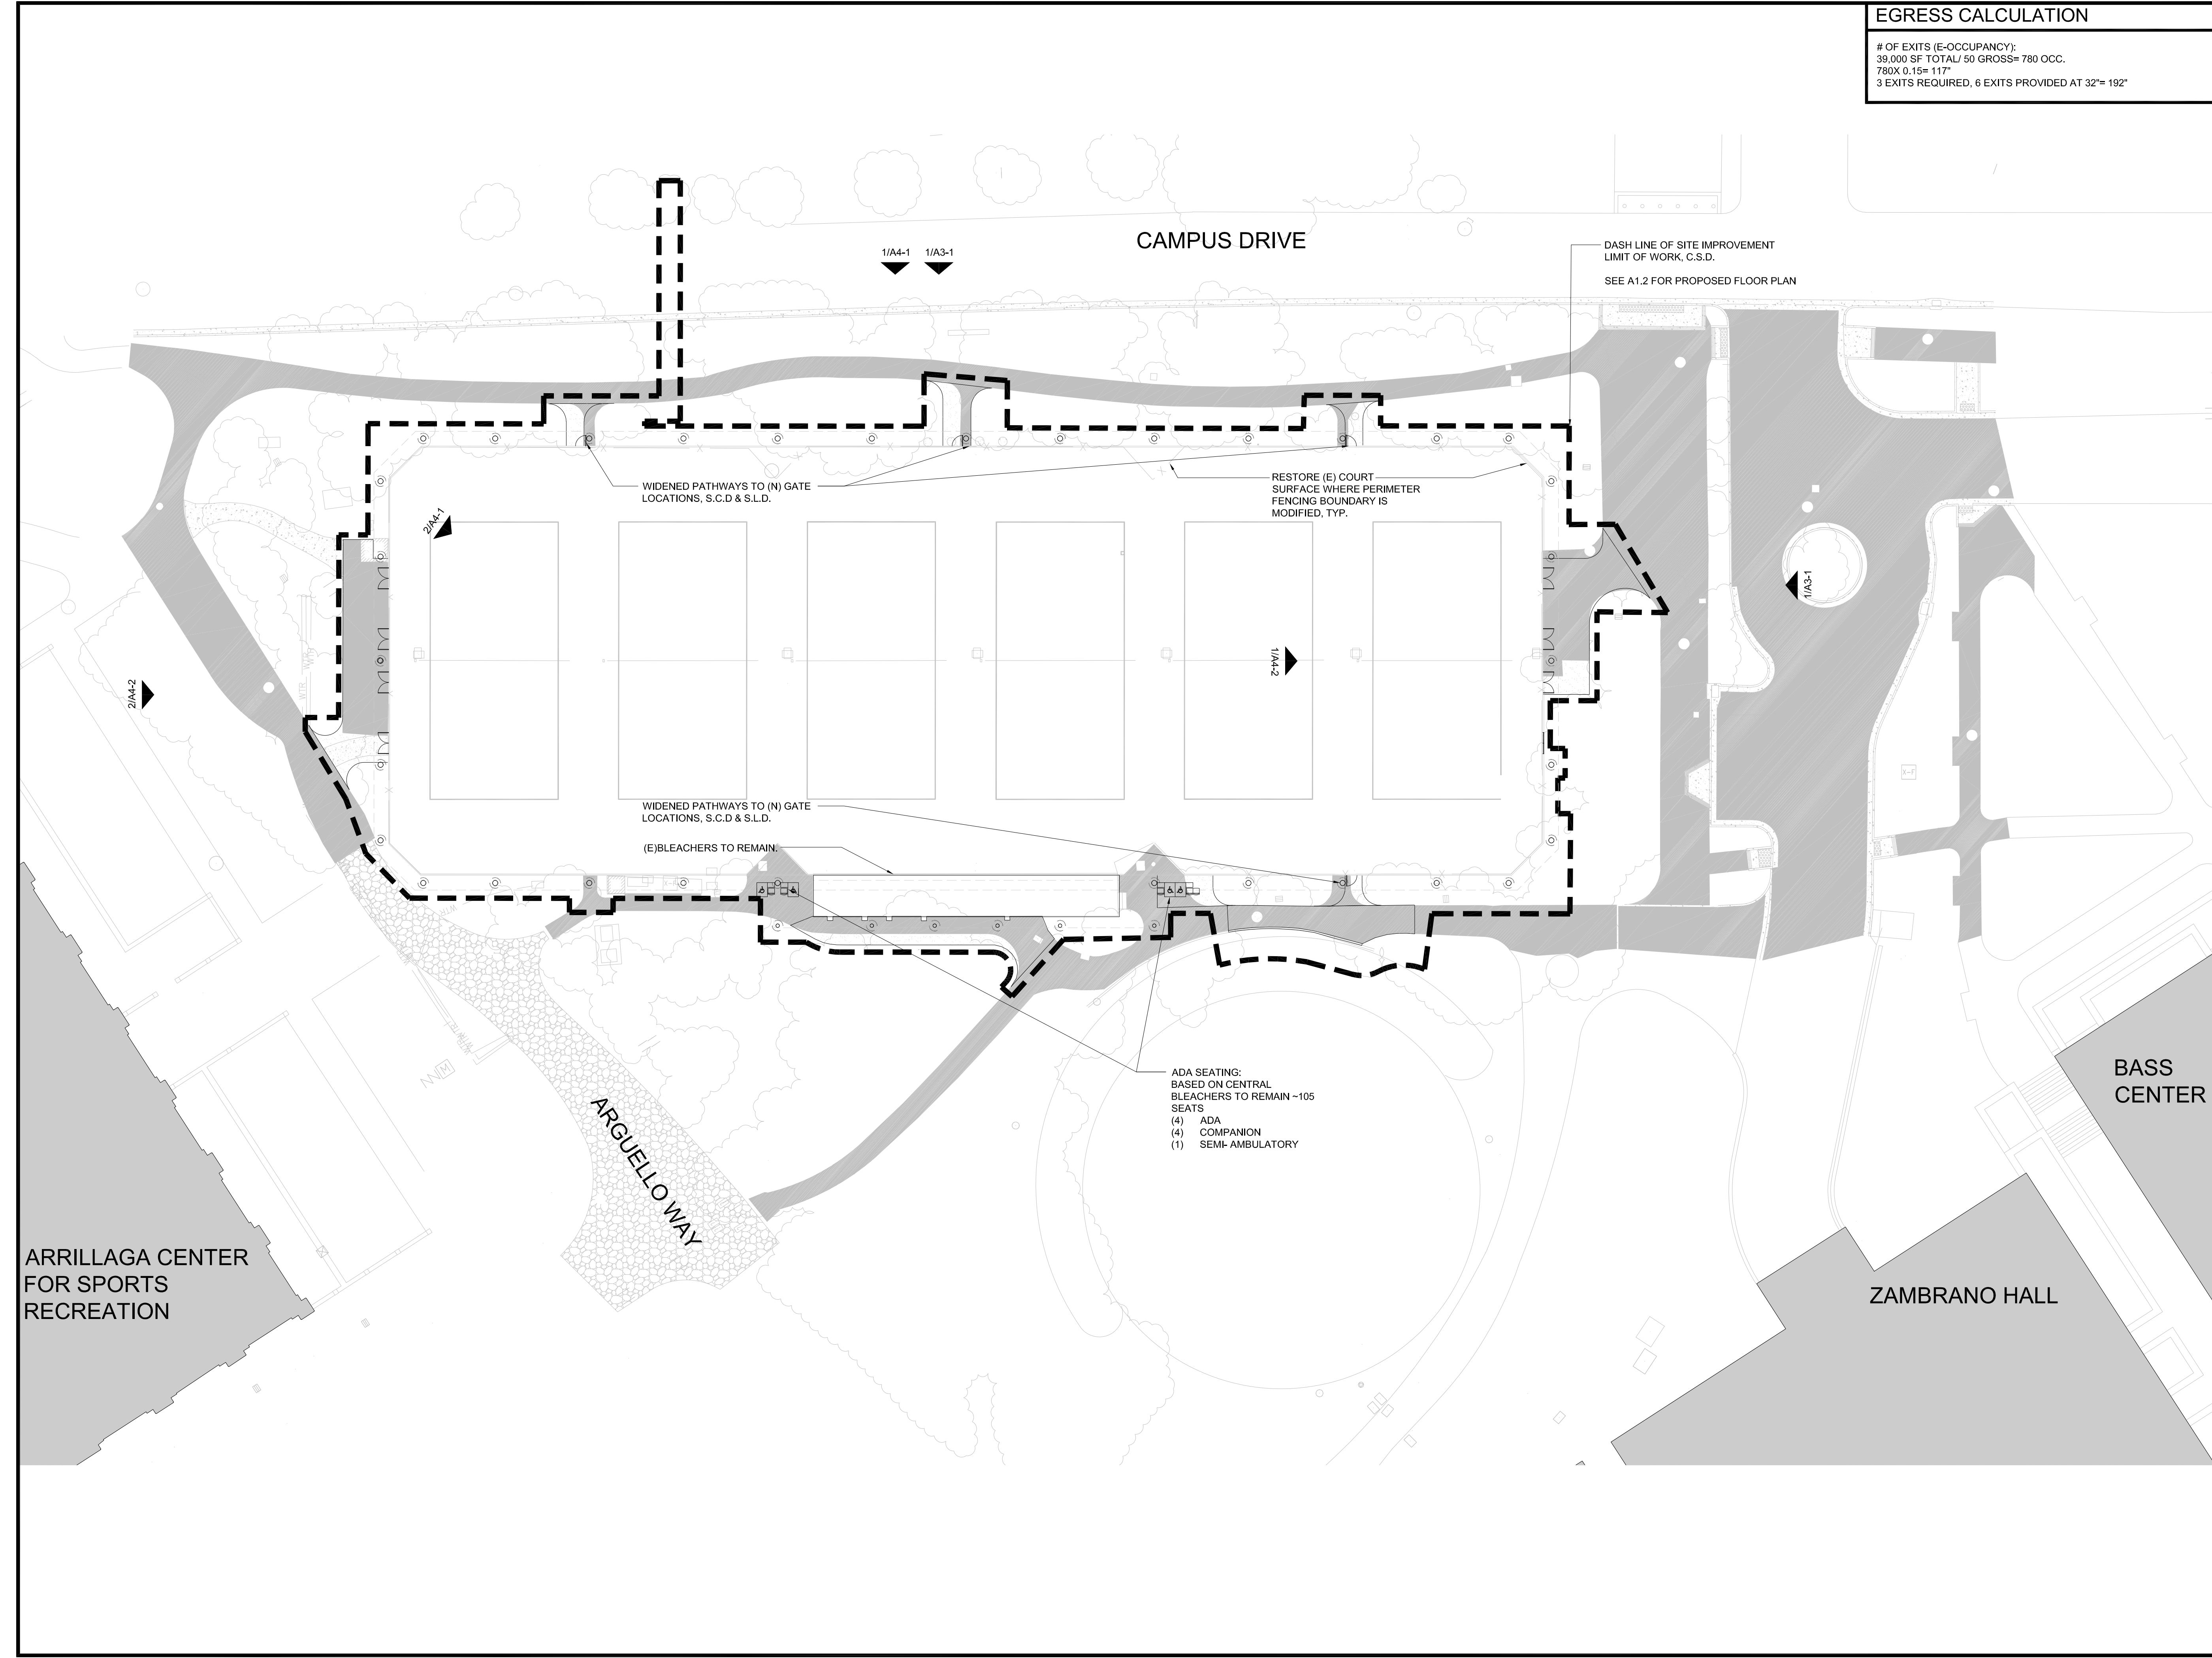 EGRESS CALCULATION
# OF EXITS (E-OCCUPANCY):
39,000 SF TOTAL/ 50 GROSS= 780 OCC.
780X 0.15= 117"
3 EXITS REQUIRED, 6 EXITS PROVIDED AT 32"= 192"
CAMPUS DRIVE
1/A4-1
1/A3-1
DASH LINE OF SITE IMPROVEMENT
LIMIT OF WORK, C.S.D.
SEE A1.2 FOR PROPOSED FLOOR PLAN
WIDENED PATHWAYS TO (N) GATE
LOCATIONS, S.C.D & S.L.D.
RESTORE (E) COURT
SURFACE WHERE PERIMETER
FENCING BOUNDARY IS
MODIFIED, TYP.
2/A4-1
1/A3-1
1/A4-2
2/A4-2
WTR
WTR
WTR
X-F
WIDENED PATHWAYS TO (N) GATE
LOCATIONS, S.C.D & S.L.D.
(E)BLEACHERS TO REMAIN.
ADA SEATING:
BASED ON CENTRAL
BLEACHERS TO REMAIN ~105
SEATS
(4) ADA
(4) COMPANION
(1) SEMI- AMBULATORY
M
ARGUELLO WAY
BASS
CENTER
ARRILLAGA CENTER
FOR SPORTS
RECREATION
ZAMBRANO HALL